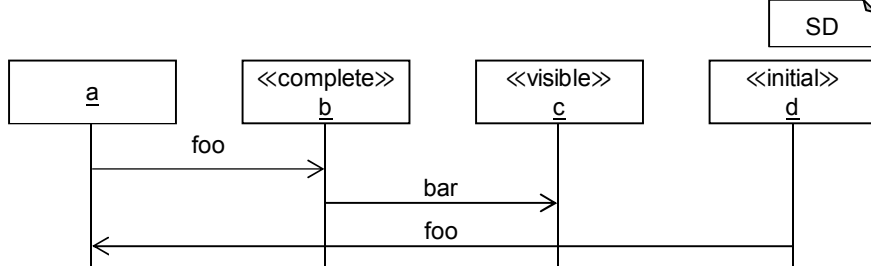 SD
a
≪complete≫
b
≪visible≫
c
≪initial≫
d
foo
bar
foo